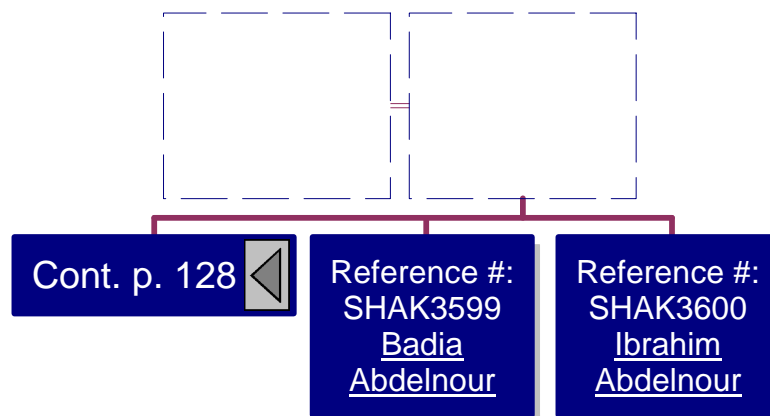 Cont. p. 128
Reference #:
SHAK3599
Badia
Abdelnour
Reference #:
SHAK3600
Ibrahim
Abdelnour